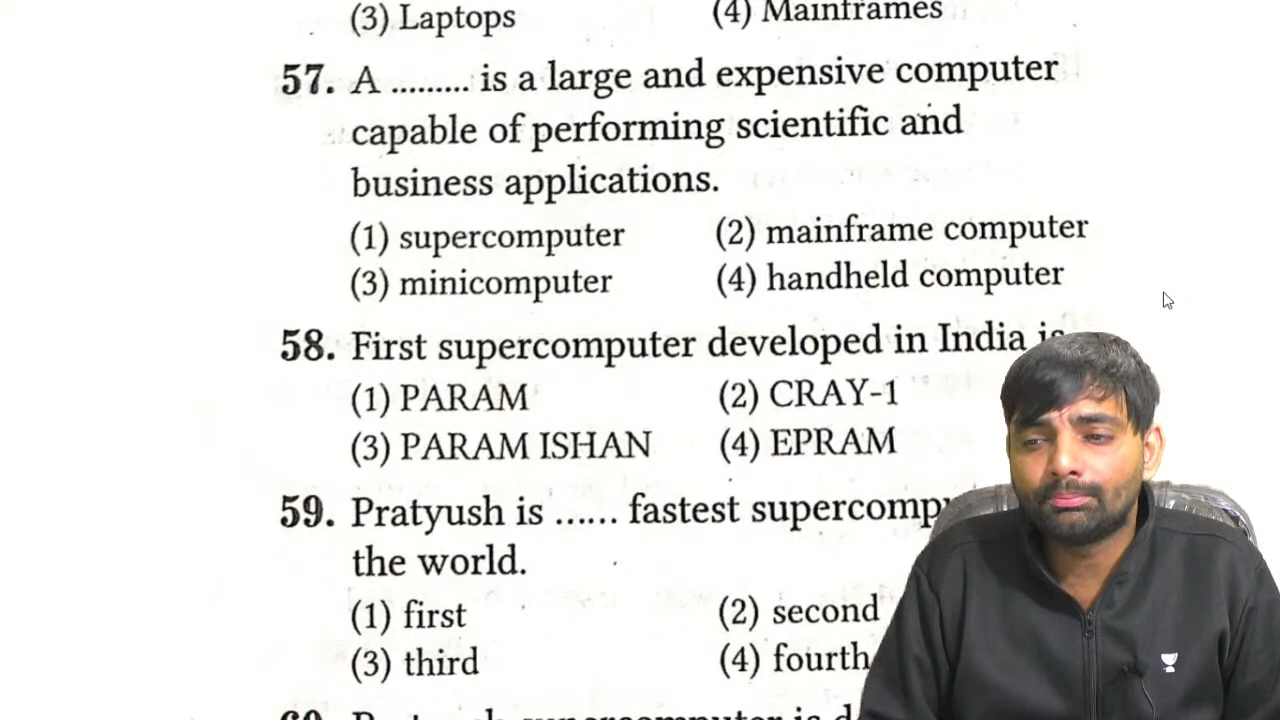 (3) Laptops (4) Mainframes
57. A ......... is a large and expensive computer
capable of performing scientific and
business applications.
(1) supercomputer (2) mainframe computer
(3) minicomputer (4) handheld computer
58. First supercomputer developed in India is
(1) PARAM (2) CRAY-1
(3) PARAM ISHAN (4) EPRAM
59. Pratyush is ...... fastest
the world.
(1) first (2) second
(3) third (4) fourth
60.